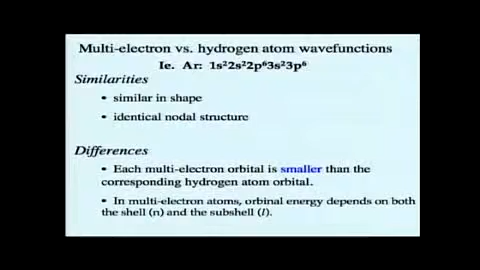 Multi-electron vs. hydrogen atom wavefunctions
Ie. Ar: 1s²2s²2p⁶3s²3p⁶
Similarities
• similar in shape
• identical nodal structure
Differences
• Each multi-electron orbital is smaller than the
corresponding hydrogen atom orbital.
• In multi-electron atoms, orbinal energy depends on both
the shell (n) and the subshell (l).